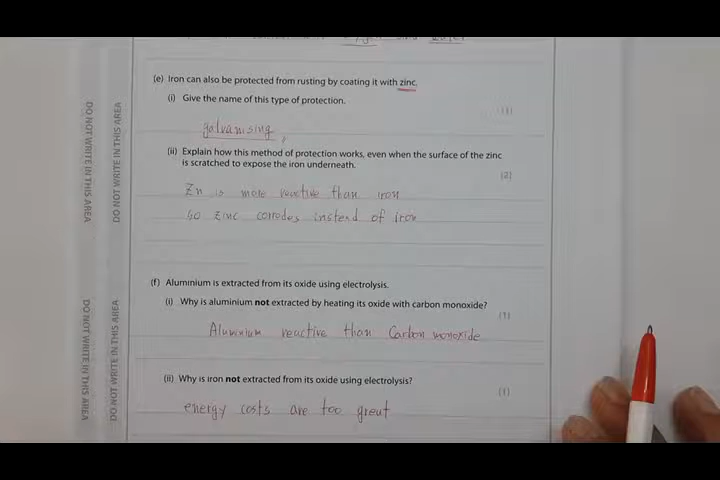 (e) Iron can also be protected from rusting by coating it with zinc.
(i) Give the name of this type of protection.
(1)
galvanising,
(ii) Explain how this method of protection works, even when the surface of the zinc
is scratched to expose the iron underneath.
(2)
Zn is more reactive than iron
so zinc corrodes instead of iron
(f) Aluminium is extracted from its oxide using electrolysis.
(i) Why is aluminium not extracted by heating its oxide with carbon monoxide?
(1)
Aluminium reactive than Carbon monoxide
(ii) Why is iron not extracted from its oxide using electrolysis?
(1)
energy costs are too great
DO NOT WRITE IN THIS AREA
DO NOT WRITE IN THIS AREA
DO NOT WRITE IN THIS AREA
DO NOT WRITE IN THIS AREA